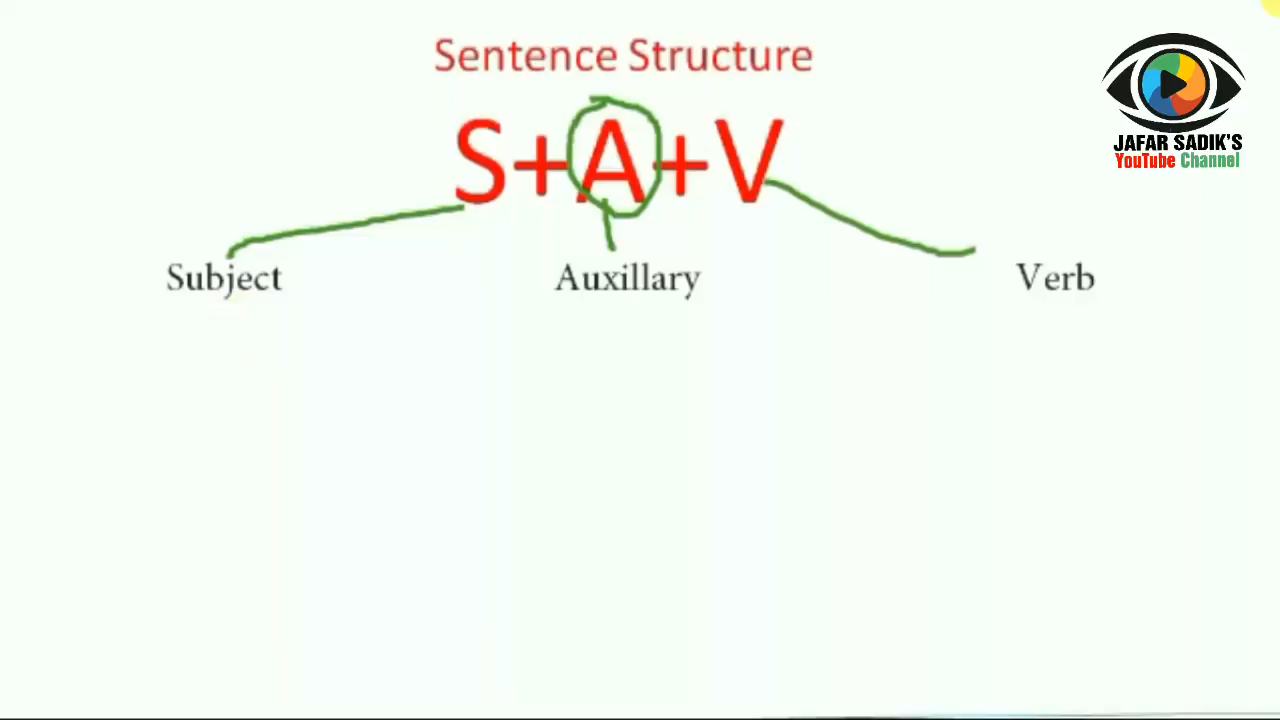 Sentence Structure
S+A+V
Subject Auxillary Verb
JAFAR SADIK'S
YouTube Channel